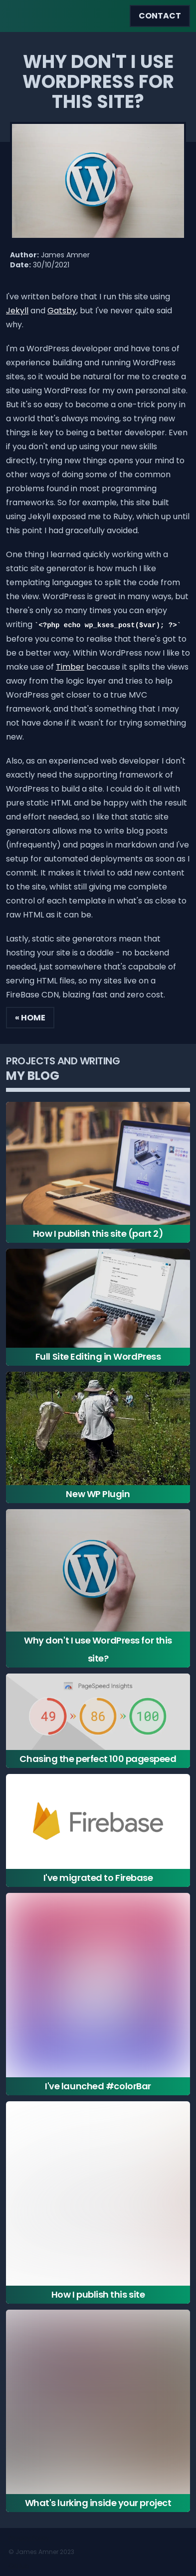 CONTACT
WHY DON'T I USE
WORDPRESS FOR
THIS SITE?
Author: James Amner
Date: 30/10/2021
I've written before that I run this site using
Jekyll and Gatsby, but I've never quite said
why.
I'm a WordPress developer and have tons of
experience building and running WordPress
sites, so it would be natural for me to create a
site using WordPress for my own personal site.
But it's so easy to become a one-trick pony in
a world that's always moving, so trying new
things is key to being a better developer. Even
if you don't end up using your new skills
directly, trying new things opens your mind to
other ways of doing some of the common
problems found in most programming
frameworks. So for example, this site built
using Jekyll exposed me to Ruby, which up until
this point I had gracefully avoided.
One thing I learned quickly working with a
static site generator is how much I like
templating languages to split the code from
the view. WordPress is great in many ways, but
there's only so many times you can enjoy
writing `<?php echo wp_kses_post($var); ?>`
before you come to realise that there's got to
be a better way. Within WordPress now I like to
make use of Timber because it splits the views
away from the logic layer and tries to help
WordPress get closer to a true MVC
framework, and that's something that I may
not have done if it wasn't for trying something
new.
Also, as an experienced web developer I don't
exactly need the supporting framework of
WordPress to build a site. I could do it all with
pure static HTML and be happy with the result
and effort needed, so I like that static site
generators allows me to write blog posts
(infrequently) and pages in markdown and I've
setup for automated deployments as soon as I
commit. It makes it trivial to add new content
to the site, whilst still giving me complete
control of each template in what's as close to
raw HTML as it can be.
Lastly, static site generators mean that
hosting your site is a doddle - no backend
needed, just somewhere that's capable of
serving HTML files, so my sites live on a
FireBase CDN, blazing fast and zero cost.
« HOME
PROJECTS AND WRITING
MY BLOG
How I publish this site (part 2)
Full Site Editing in WordPress
New WP Plugin
Why don't I use WordPress for this
site?
PageSpeed Insights
49 » 86 » 100
Chasing the perfect 100 pagespeed
Firebase
I've migrated to Firebase
I've launched #colorBar
How I publish this site
What's lurking inside your project
© James Amner 2023